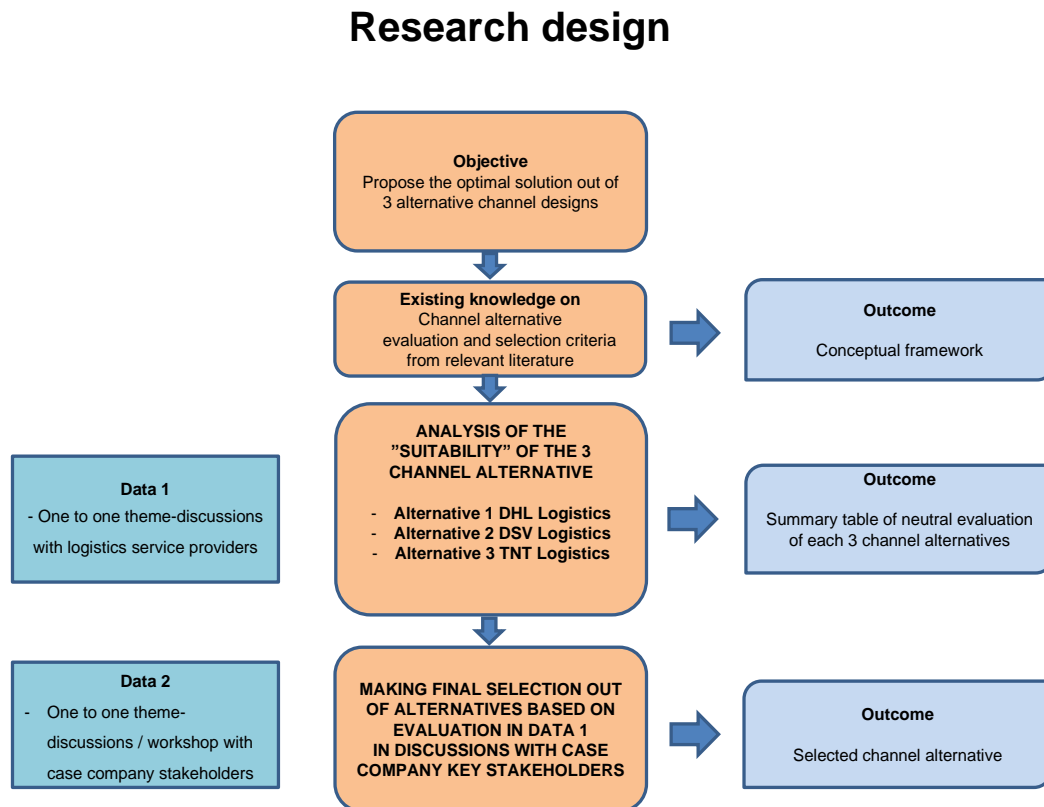 Research design
Objective
Propose the optimal solution out of
3 alternative channel designs
Existing knowledge on
Channel alternative
evaluation and selection criteria
from relevant literature
Outcome
Conceptual framework
ANALYSIS OF THE
”SUITABILITY” OF THE 3
CHANNEL ALTERNATIVE
- Alternative 1 DHL Logistics
- Alternative 2 DSV Logistics
- Alternative 3 TNT Logistics
Data 1
- One to one theme-discussions
with logistics service providers
Outcome
Summary table of neutral evaluation
of each 3 channel alternatives
Data 2
- One to one theme-
discussions / workshop with
case company stakeholders
MAKING FINAL SELECTION OUT
OF ALTERNATIVES BASED ON
EVALUATION IN DATA 1
IN DISCUSSIONS WITH CASE
COMPANY KEY STAKEHOLDERS
Outcome
Selected channel alternative